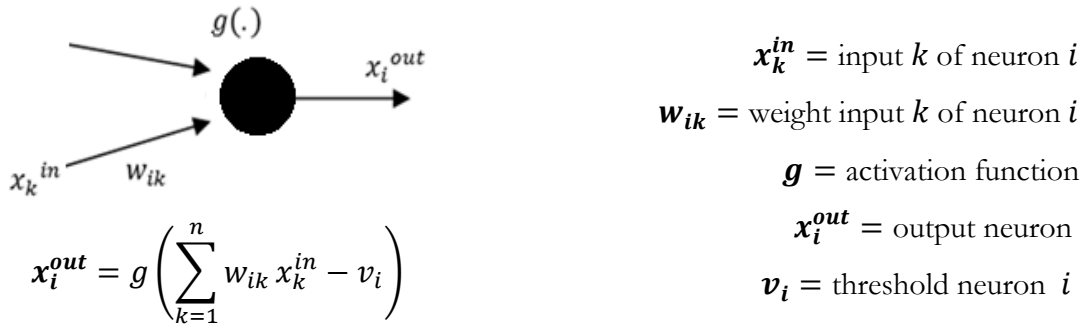 g(.)
x_i^out
x_k^in
w_ik
x_i^out = g(∑_{k=1}^{n} w_ik x_k^in − v_i)
x_k^in = input k of neuron i
w_ik = weight input k of neuron i
g = activation function
x_i^out = output neuron
v_i = threshold neuron i